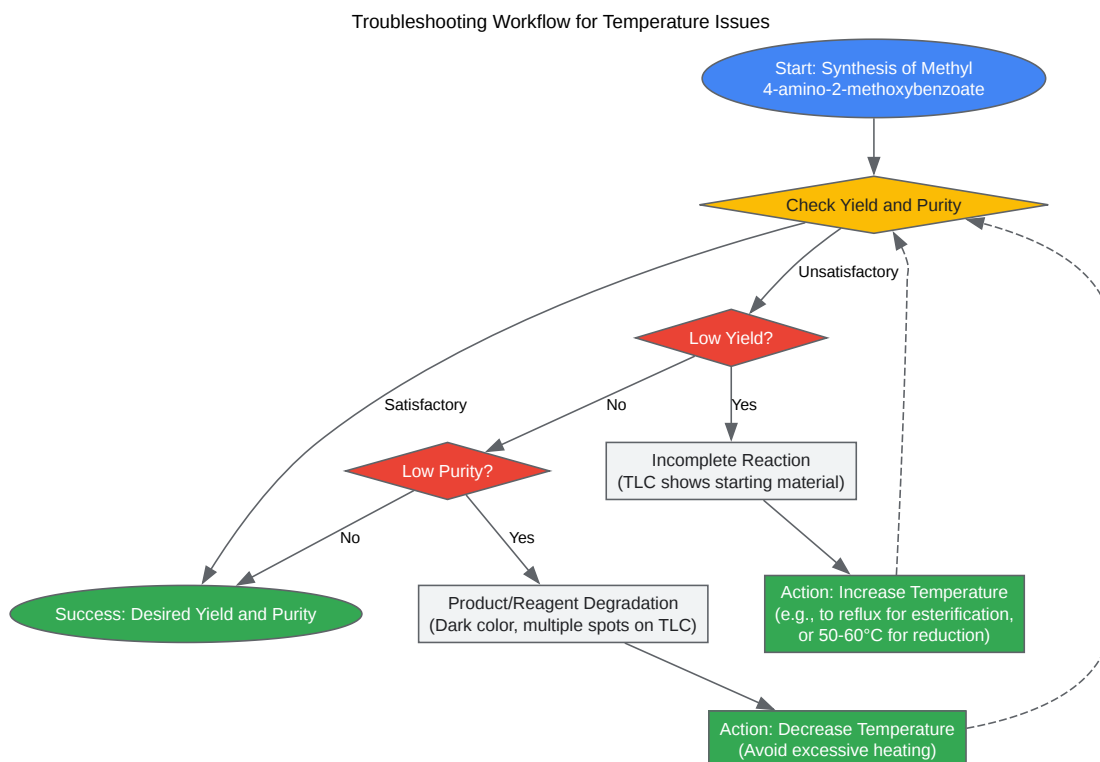 Troubleshooting Workflow for Temperature Issues
Start: Synthesis of Methyl
4-amino-2-methoxybenzoate
Check Yield and Purity
Unsatisfactory
Low Yield?
Satisfactory
No
Yes
Low Purity?
Incomplete Reaction
(TLC shows starting material)
No
Yes
Success: Desired Yield and Purity
Product/Reagent Degradation
(Dark color, multiple spots on TLC)
Action: Increase Temperature
(e.g., to reflux for esterification,
or 50-60°C for reduction)
Action: Decrease Temperature
(Avoid excessive heating)